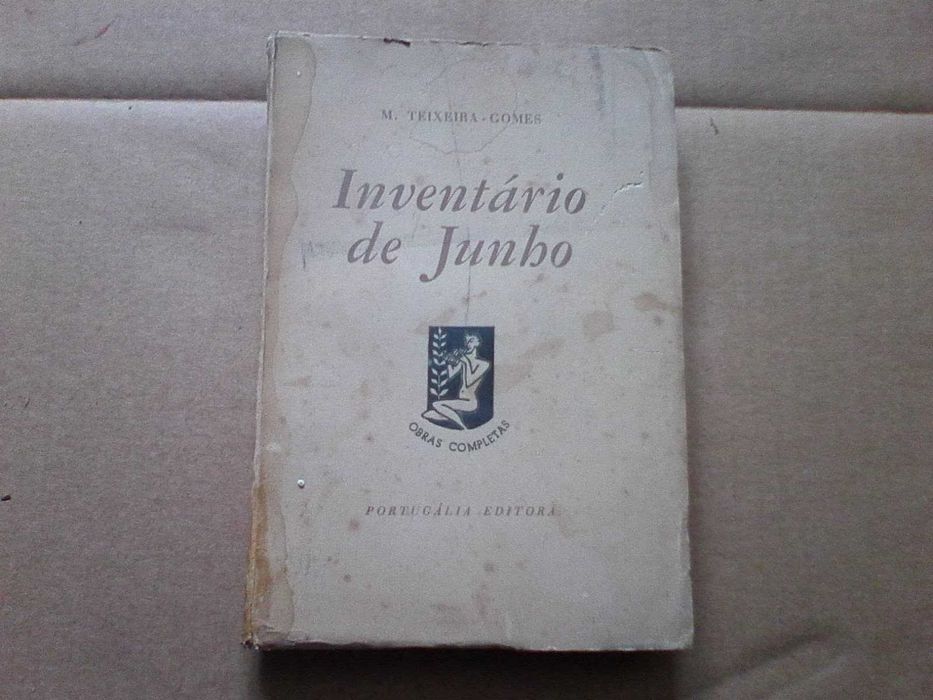 M. TEIXEIRA-GOMES
Inventário
de Junho
OBRAS COMPLETAS
PORTUGÁLIA EDITORA